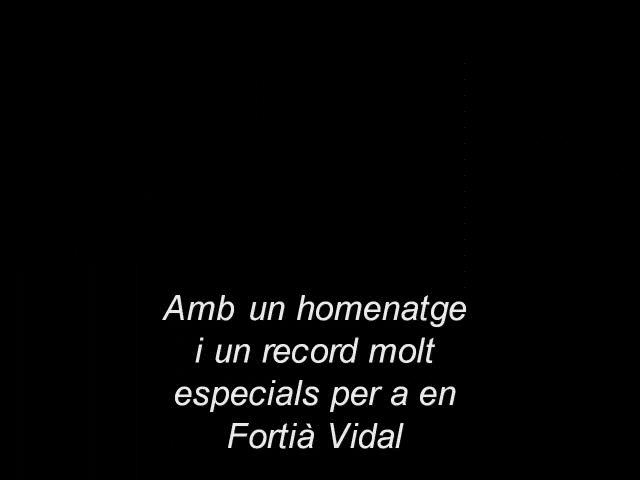 Amb un homenatge
i un record molt
especials per a en
Fortià Vidal